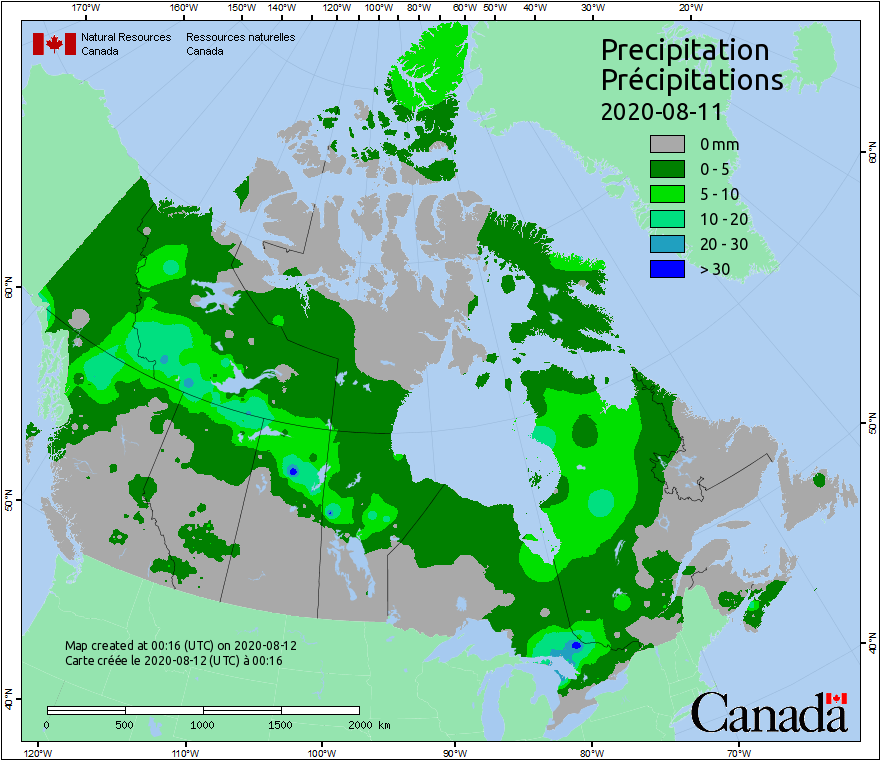 170°W 160°W 150°W 140°W 120°W 100°W 80°W 60°W 50°W 40°W 30°W 20°W
Natural Resources Ressources naturelles
Canada Canada
Precipitation
Précipitations
2020-08-11
0 mm
0 - 5
5 - 10
10 - 20
20 - 30
> 30
60°N
60°N
50°N
50°N
40°N
40°N
Map created at 00:16 (UTC) on 2020-08-12
Carte créée le 2020-08-12 (UTC) à 00:16
0 500 1000 1500 2000 km
Canada
120°W 110°W 100°W 90°W 80°W 70°W